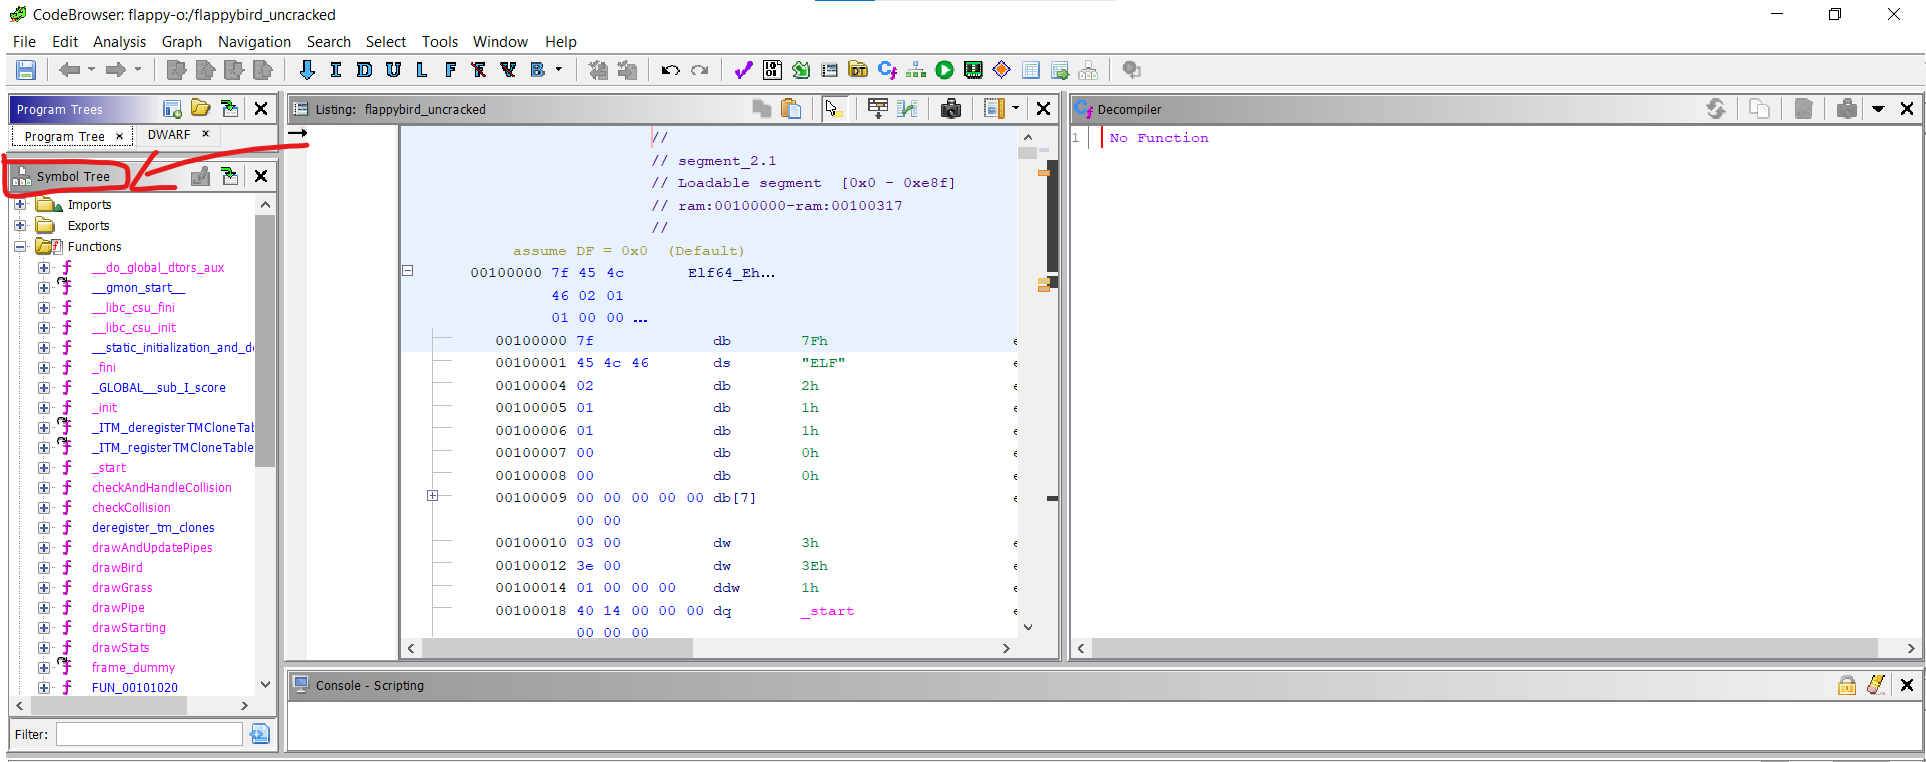 CodeBrowser: flappy-o:/flappybird_uncracked
File Edit Analysis Graph Navigation Search Select Tools Window Help
I D U L F B
Program Trees
Program Tree × DWARF ×
Symbol Tree
Imports
Exports
Functions
__do_global_dtors_aux
__gmon_start__
__libc_csu_fini
__libc_csu_init
__static_initialization_and_d
_fini
_GLOBAL__sub_I_score
_init
_ITM_deregisterTMCloneTab
_ITM_registerTMCloneTable
_start
checkAndHandleCollision
checkCollision
deregister_tm_clones
drawAndUpdatePipes
drawBird
drawGrass
drawPipe
drawStarting
drawStats
frame_dummy
FUN_00101020
Filter:
Listing: flappybird_uncracked
//
// segment_2.1
// Loadable segment [0x0 - 0xe8f]
// ram:00100000-ram:00100317
//
assume DF = 0x0 (Default)
00100000 7f 45 4c Elf64_Eh...
46 02 01
01 00 00 ...
00100000 7f db 7Fh
00100001 45 4c 46 ds "ELF"
00100004 02 db 2h
00100005 01 db 1h
00100006 01 db 1h
00100007 00 db 0h
00100008 00 db 0h
00100009 00 00 00 00 00 db[7]
00 00
00100010 03 00 dw 3h
00100012 3e 00 dw 3Eh
00100014 01 00 00 00 ddw 1h
00100018 40 14 00 00 00 dq _start
00 00 00
Decompiler
1 No Function
Console - Scripting